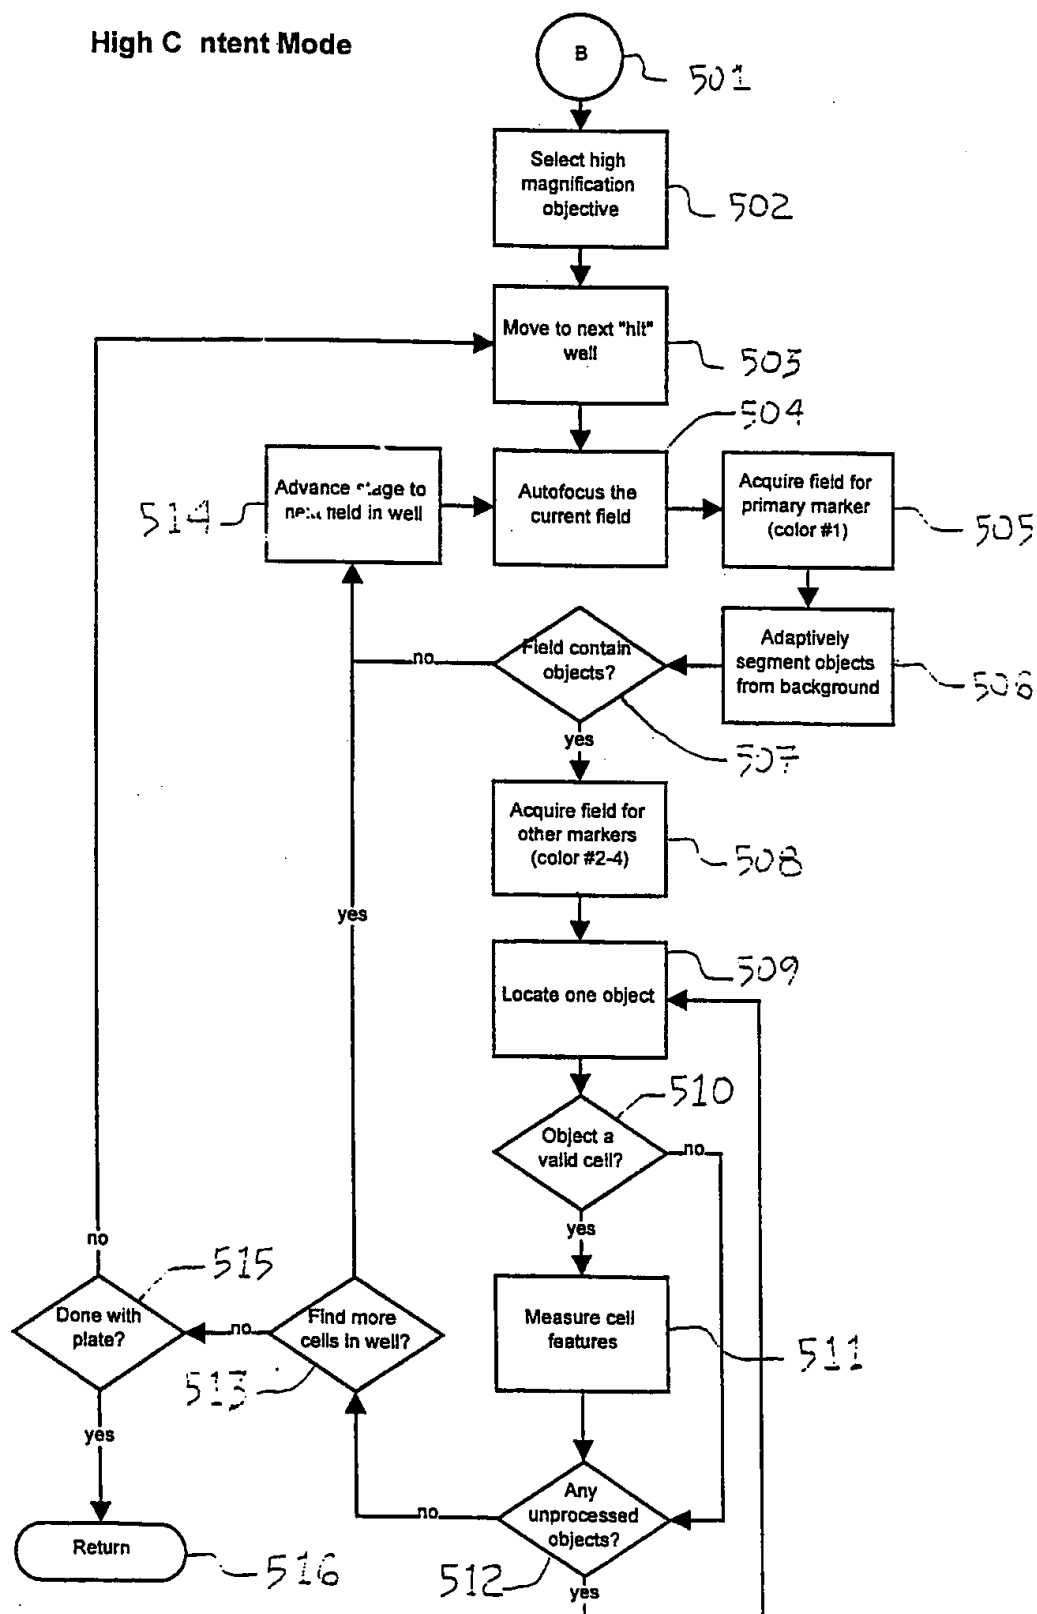 High C ntent Mode
B
501
Select high
magnification
objective
502
Move to next "hit"
well
503
504
Advance stage to
next field in well
514
Autofocus the
current field
Acquire field for
primary marker
(color #1)
505
Field contain
objects?
no
Adaptively
segment objects
from background
506
yes
507
Acquire field for
other markers
(color #2-4)
508
yes
509
Locate one object
510
Object a
valid cell?
no
yes
no
515
Done with
plate?
no
Find more
cells in well?
513
Measure cell
features
511
yes
Any
unprocessed
objects?
no
512
yes
Return
516